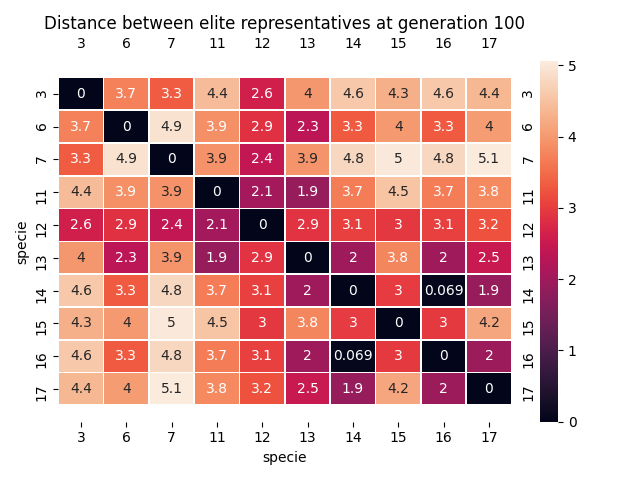 Distance between elite representatives at generation 100
3 6 7 11 12 13 14 15 16 17
3 0 3.7 3.3 4.4 2.6 4 4.6 4.3 4.6 4.4 3
6 3.7 0 4.9 3.9 2.9 2.3 3.3 4 3.3 4 6
7 3.3 4.9 0 3.9 2.4 3.9 4.8 5 4.8 5.1 7
11 4.4 3.9 3.9 0 2.1 1.9 3.7 4.5 3.7 3.8 11
12 2.6 2.9 2.4 2.1 0 2.9 3.1 3 3.1 3.2 12
13 4 2.3 3.9 1.9 2.9 0 2 3.8 2 2.5 13
14 4.6 3.3 4.8 3.7 3.1 2 0 3 0.069 1.9 14
15 4.3 4 5 4.5 3 3.8 3 0 3 4.2 15
16 4.6 3.3 4.8 3.7 3.1 2 0.069 3 0 2 16
17 4.4 4 5.1 3.8 3.2 2.5 1.9 4.2 2 0 17
3 6 7 11 12 13 14 15 16 17
specie
specie
5
4
3
2
1
0